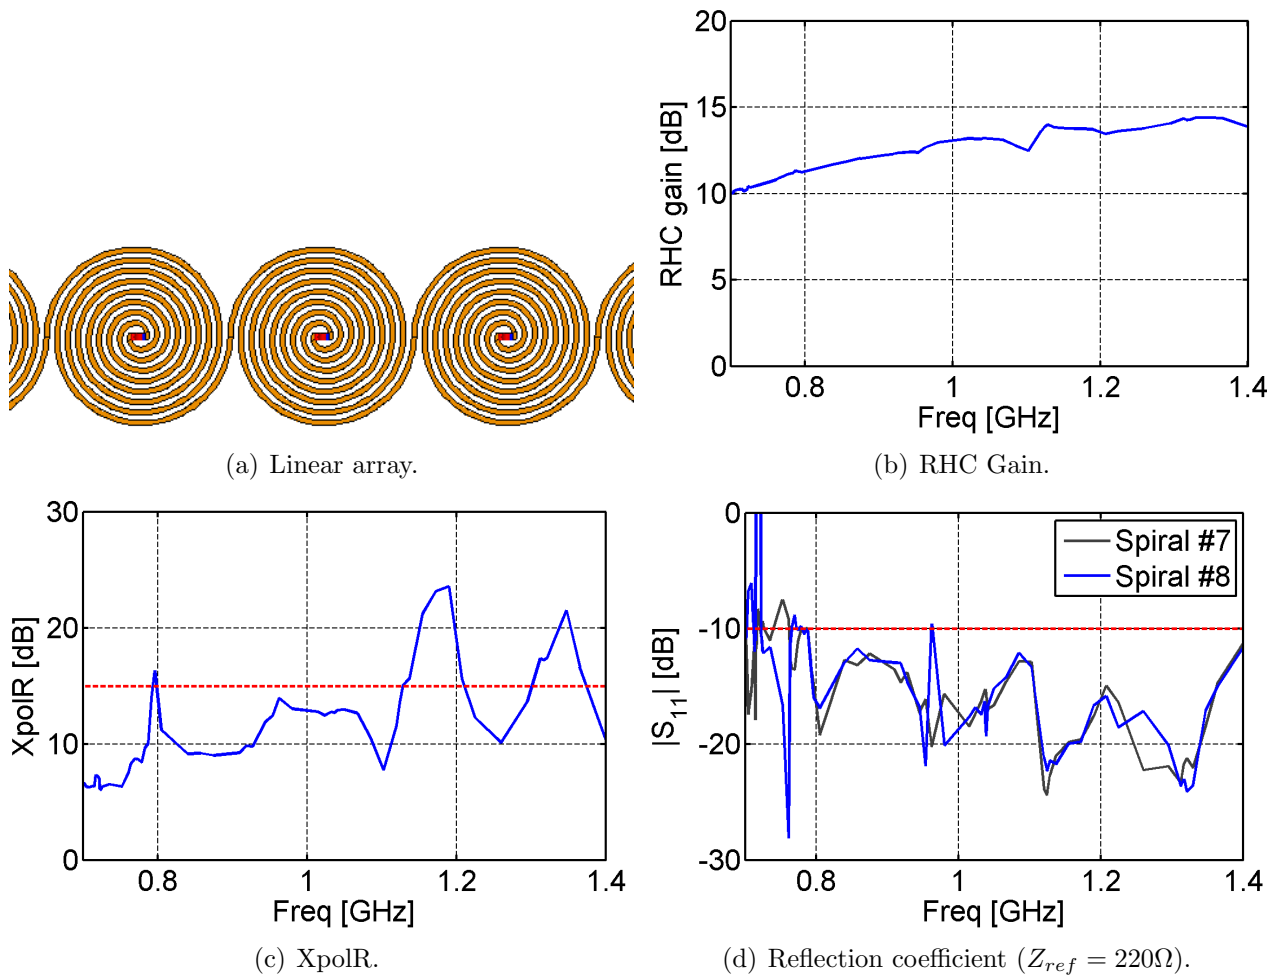 20
15
10
5
0
RHC gain [dB]
0.8 1 1.2 1.4
Freq [GHz]
(a) Linear array.
(b) RHC Gain.
30
20
10
0
XpolR [dB]
0.8 1 1.2 1.4
Freq [GHz]
(c) XpolR.
0
-10
-20
-30
|S11| [dB]
Spiral #7
Spiral #8
0.8 1 1.2 1.4
Freq [GHz]
(d) Reflection coefficient (Zref = 220Ω).